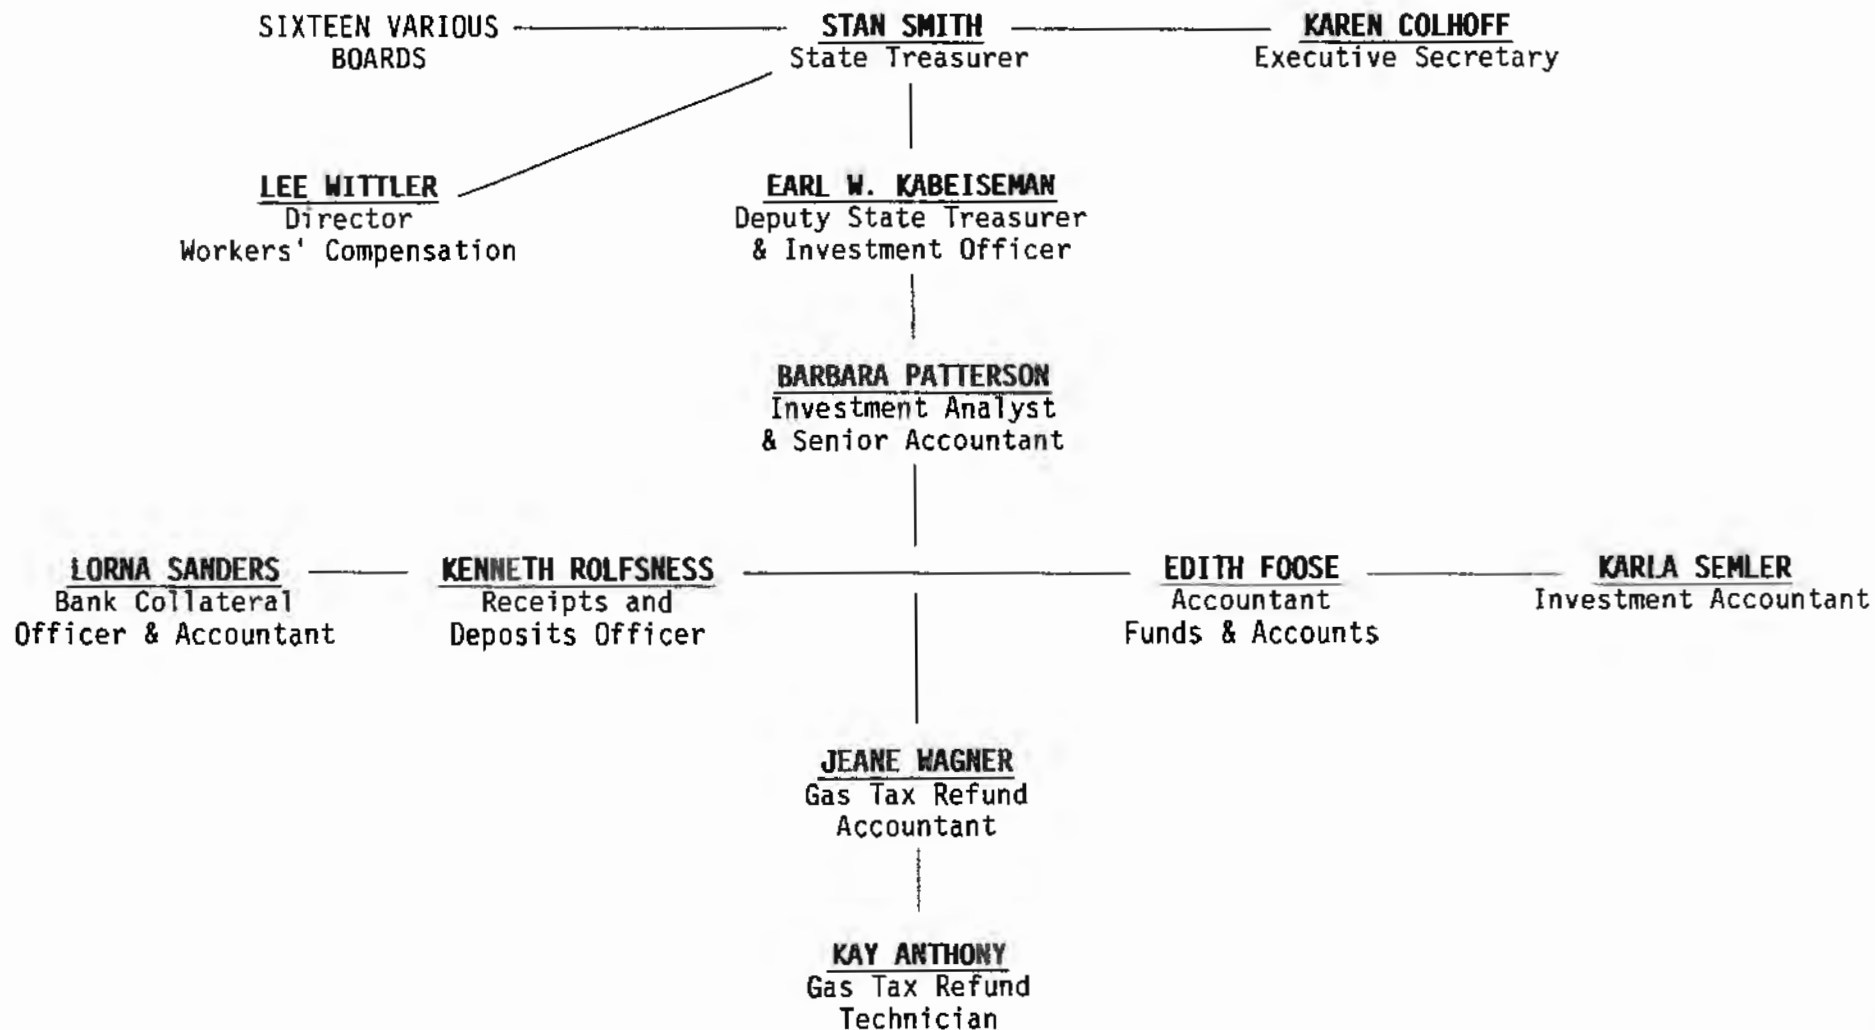 SIXTEEN VARIOUS
BOARDS
STAN SMITH
State Treasurer
KAREN COLHOFF
Executive Secretary
LEE WITTLER
Director
Workers' Compensation
EARL W. KABEISEMAN
Deputy State Treasurer
& Investment Officer
BARBARA PATTERSON
Investment Analyst
& Senior Accountant
LORNA SANDERS
Bank Collateral
Officer & Accountant
KENNETH ROLFSNESS
Receipts and
Deposits Officer
EDITH FOOSE
Accountant
Funds & Accounts
KARLA SEMLER
Investment Accountant
JEANE WAGNER
Gas Tax Refund
Accountant
KAY ANTHONY
Gas Tax Refund
Technician